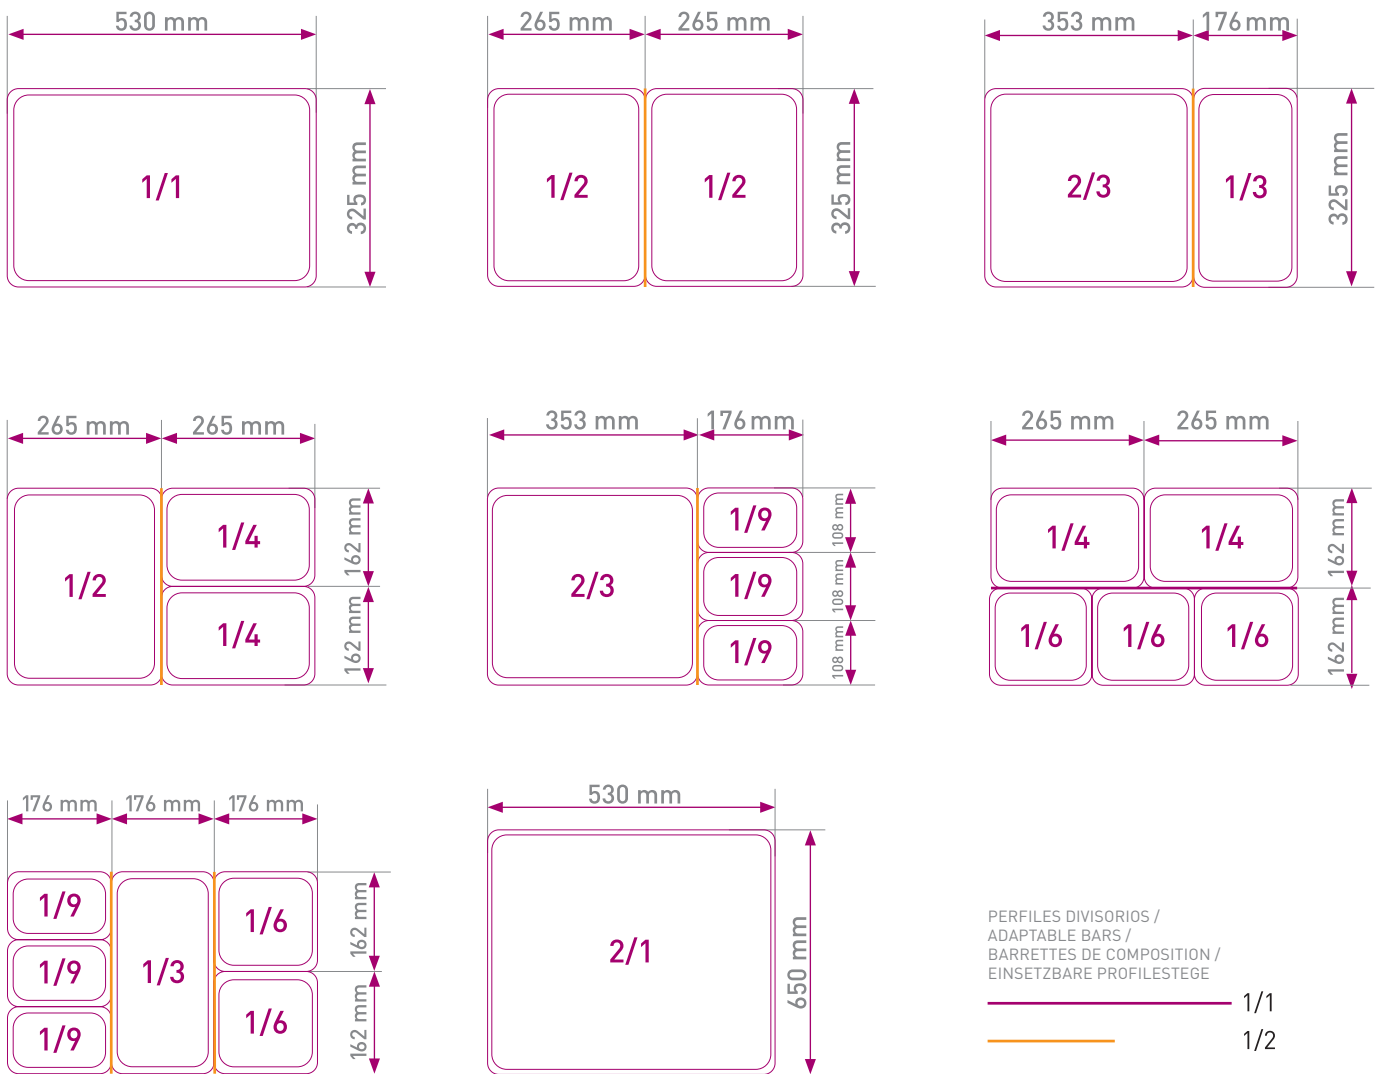 530 mm
265 mm 265 mm
353 mm 176 mm
1/1
325 mm
1/2 1/2
325 mm
2/3 1/3
325 mm
265 mm 265 mm
353 mm 176 mm
265 mm 265 mm
1/2
1/4
1/4
162 mm
162 mm
2/3
1/9
1/9
1/9
108 mm
108 mm
108 mm
1/4 1/4
1/6 1/6 1/6
162 mm
162 mm
176 mm 176 mm 176 mm
1/9
1/9
1/9
1/3
1/6
1/6
162 mm
162 mm
530 mm
2/1
650 mm
PERFILES DIVISORIOS /
ADAPTABLE BARS /
BARRETTES DE COMPOSITION /
EINSETZBARE PROFILESTEGE
1/1
1/2